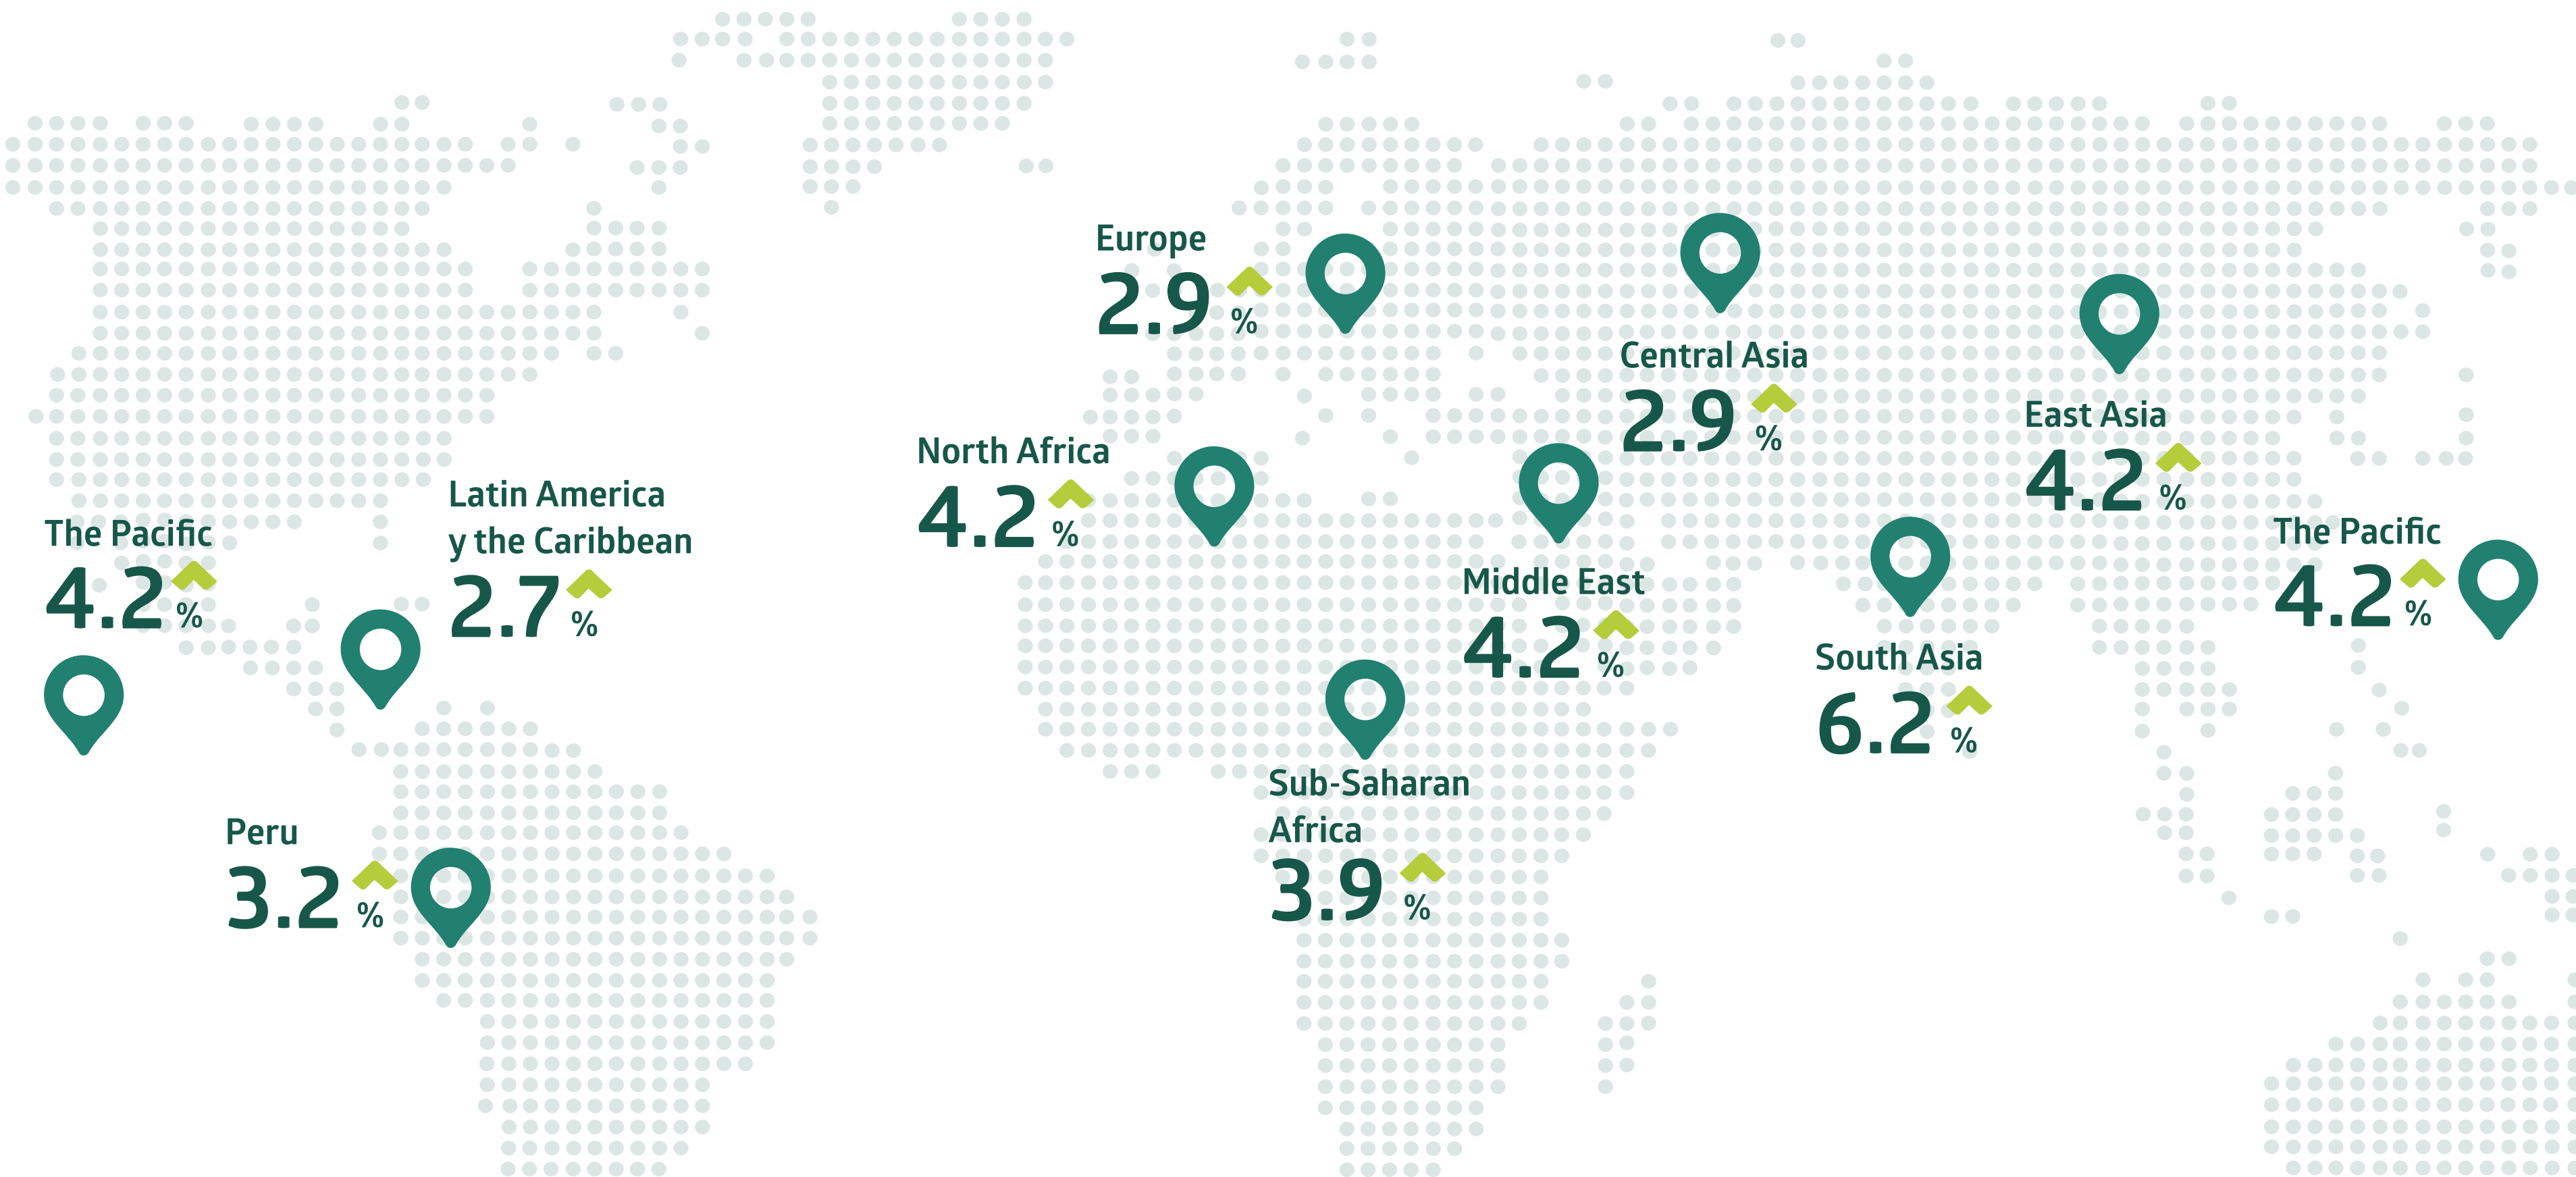 Europe
2.9 %
Central Asia
2.9 %
East Asia
4.2 %
North Africa
4.2 %
Latin America
y the Caribbean
2.7 %
The Pacific
4.2 %
Middle East
4.2 %
The Pacific
4.2 %
South Asia
6.2 %
Sub-Saharan
Africa
3.9 %
Peru
3.2 %